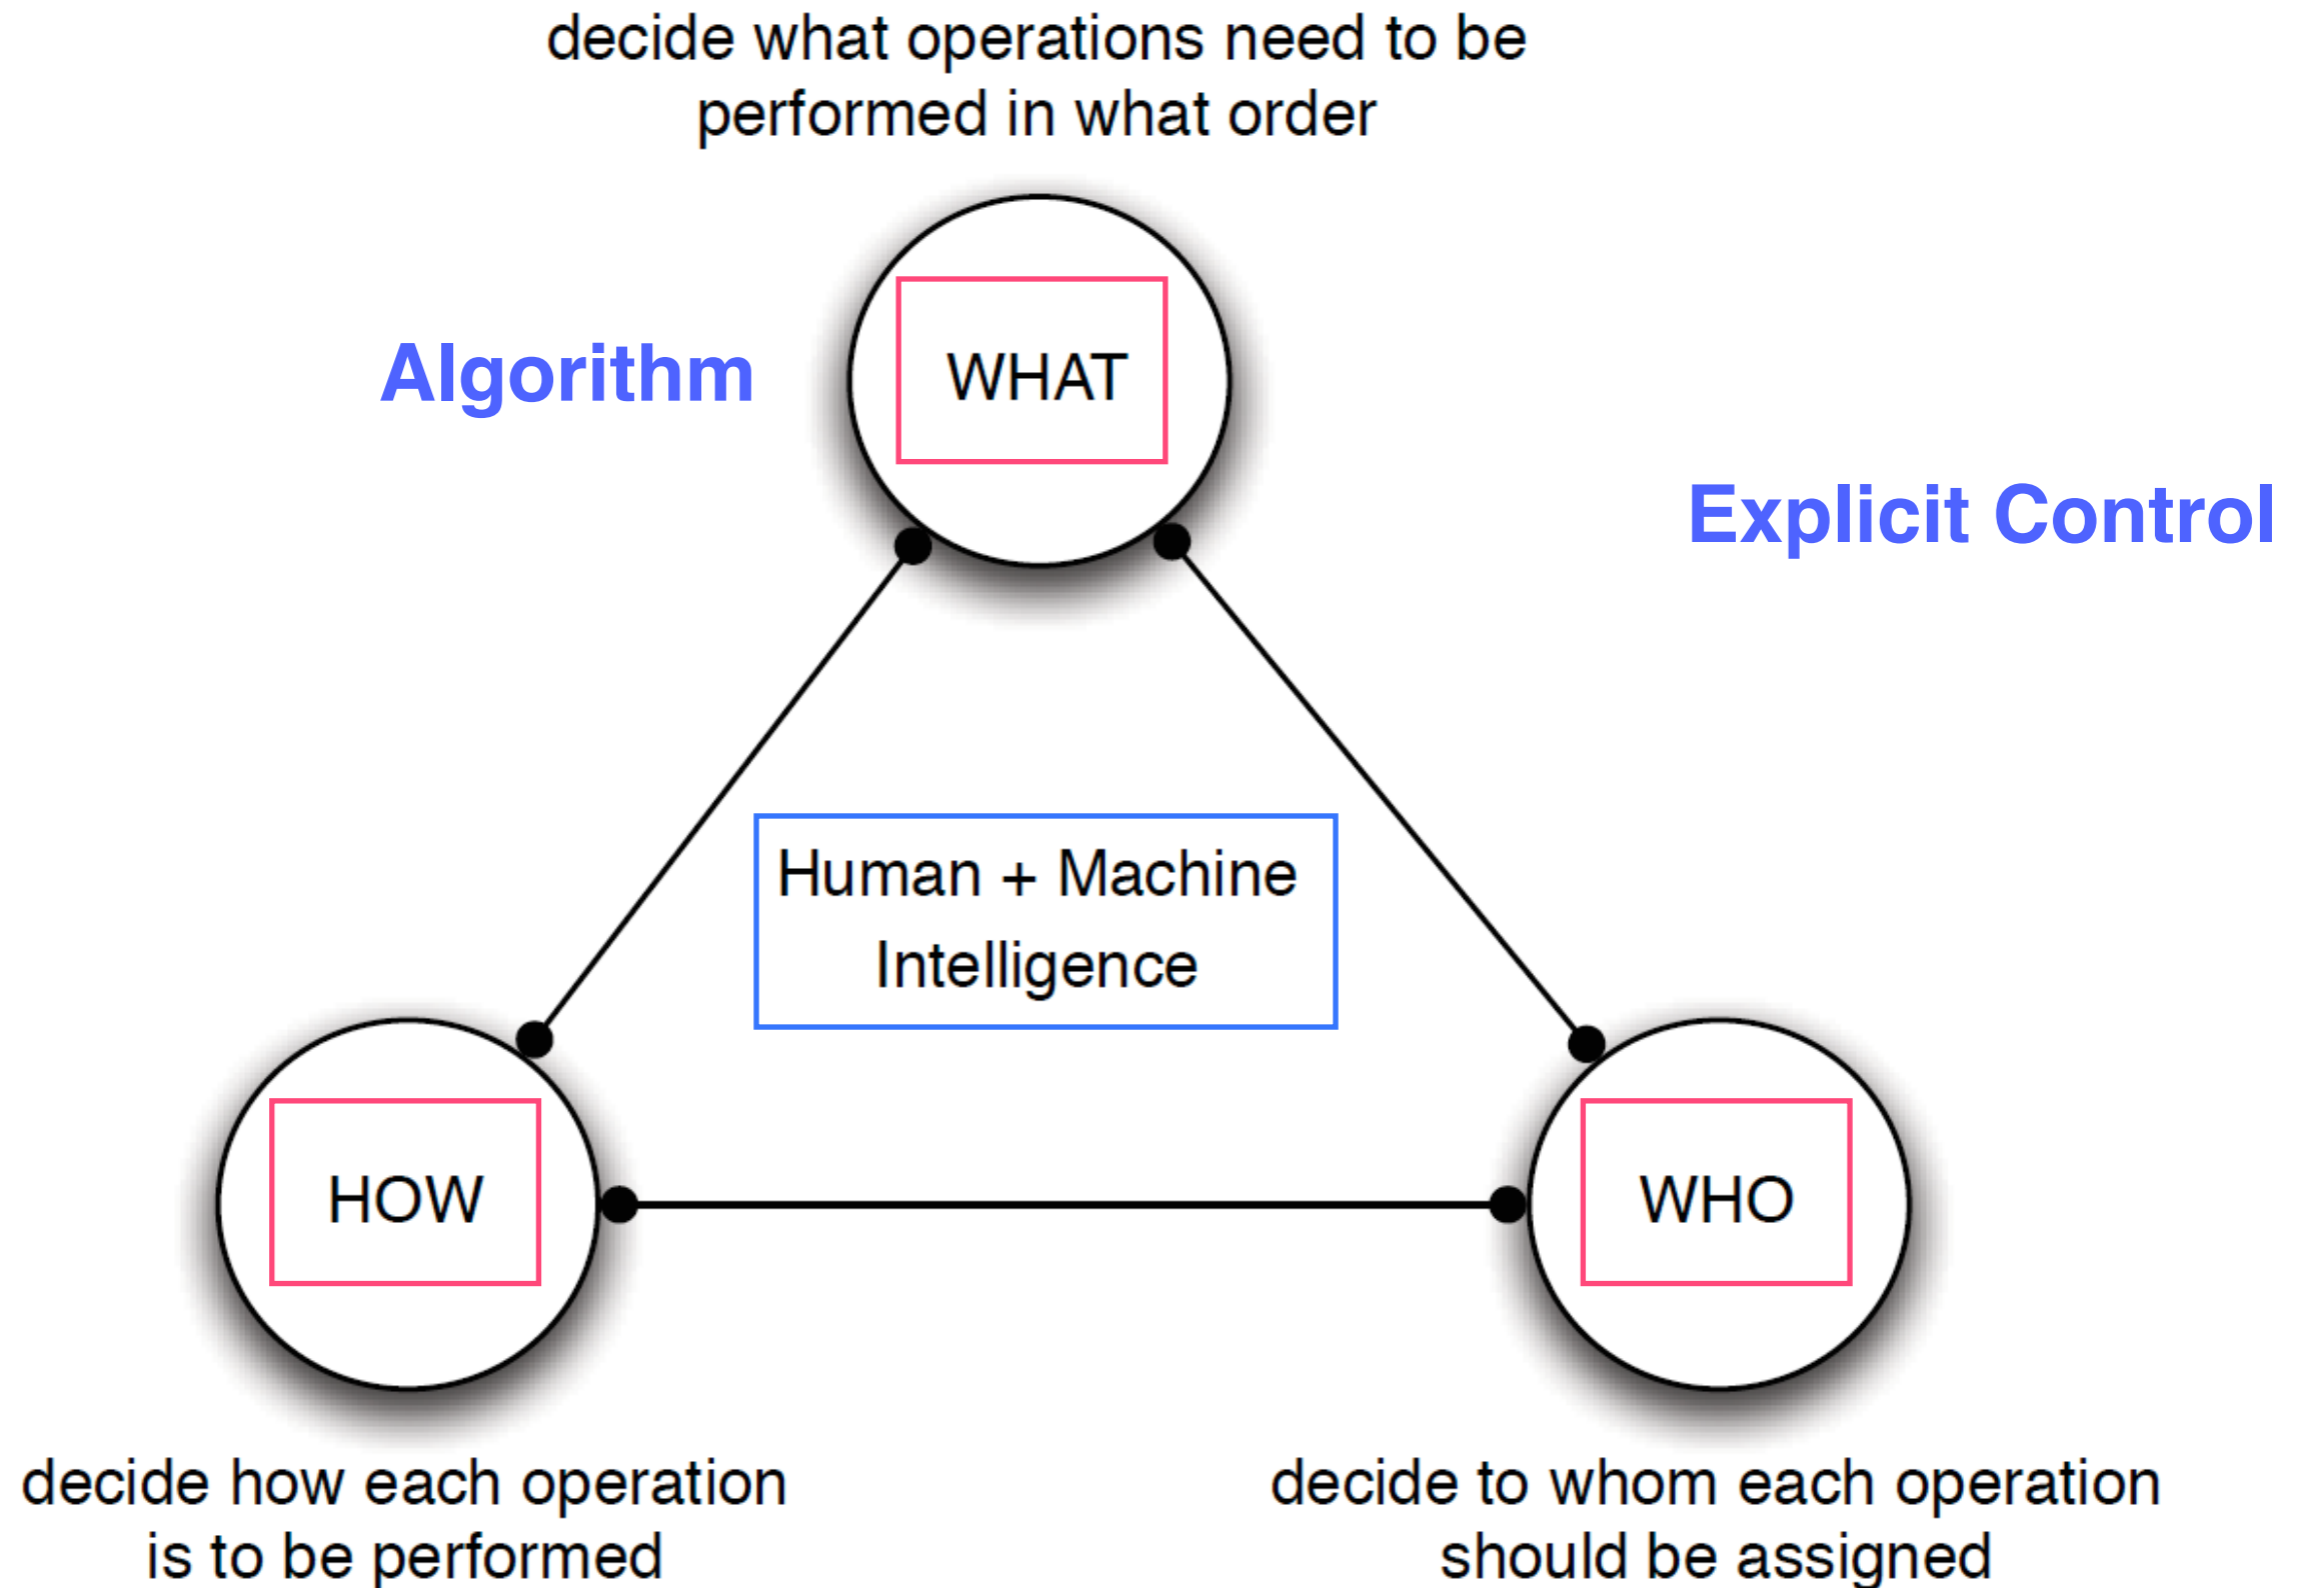 decide what operations need to be
performed in what order
WHAT
Algorithm
Explicit Control
Human + Machine
Intelligence
HOW
WHO
decide how each operation
is to be performed
decide to whom each operation
should be assigned